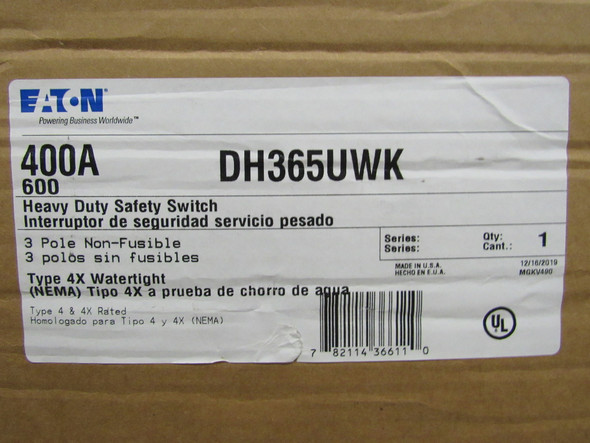 EATON
Powering Business Worldwide™
400A
600
DH365UWK
Heavy Duty Safety Switch
Interruptor de seguridad servicio pesado
3 Pole Non-Fusible
3 polos sin fusibles
Series:
Series:
Qty:
Cant.:
1
MADE IN U.S.A.
HECHO EN E.U.A.
12/16/2019
MGKV400
Type 4X Watertight
(NEMA) Tipo 4X a prueba de chorro de agua
Type 4 & 4X Rated
Homologado para Tipo 4 y 4X (NEMA)
7 82114 36611 0
UL